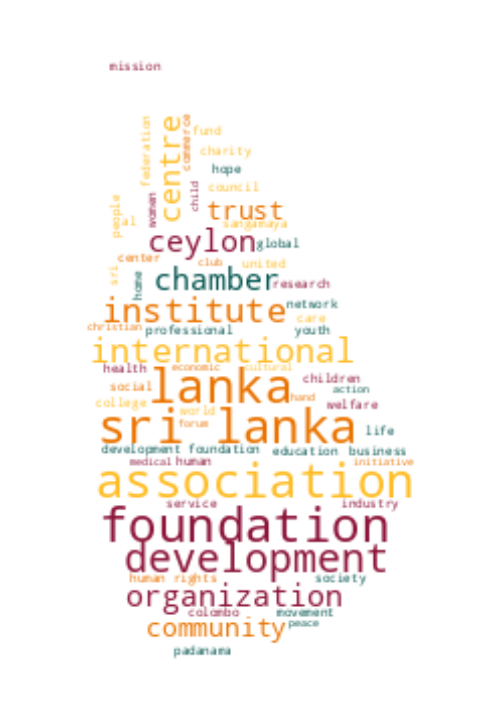 mission
federation
centre
commerce
fund
charity
hope
people
al
women
child
council
trust
sangamaya
ceylon
global
center
club
united
sri
home
chamber
research
institute
network
care
christian
professional
youth
international
health
economic
cultural
children
social
lanka
hand
action
college
world
welfare
sri lanka
forum
life
development foundation
education
business
medical
human
initiative
association
service
industry
foundation
development
human rights
society
organization
colombo
movement
community
peace
padanama